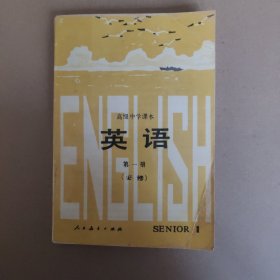 ENGLISH
高级中学课本
英语
第一册
(必修)
人民教育出版社
SENIOR 1